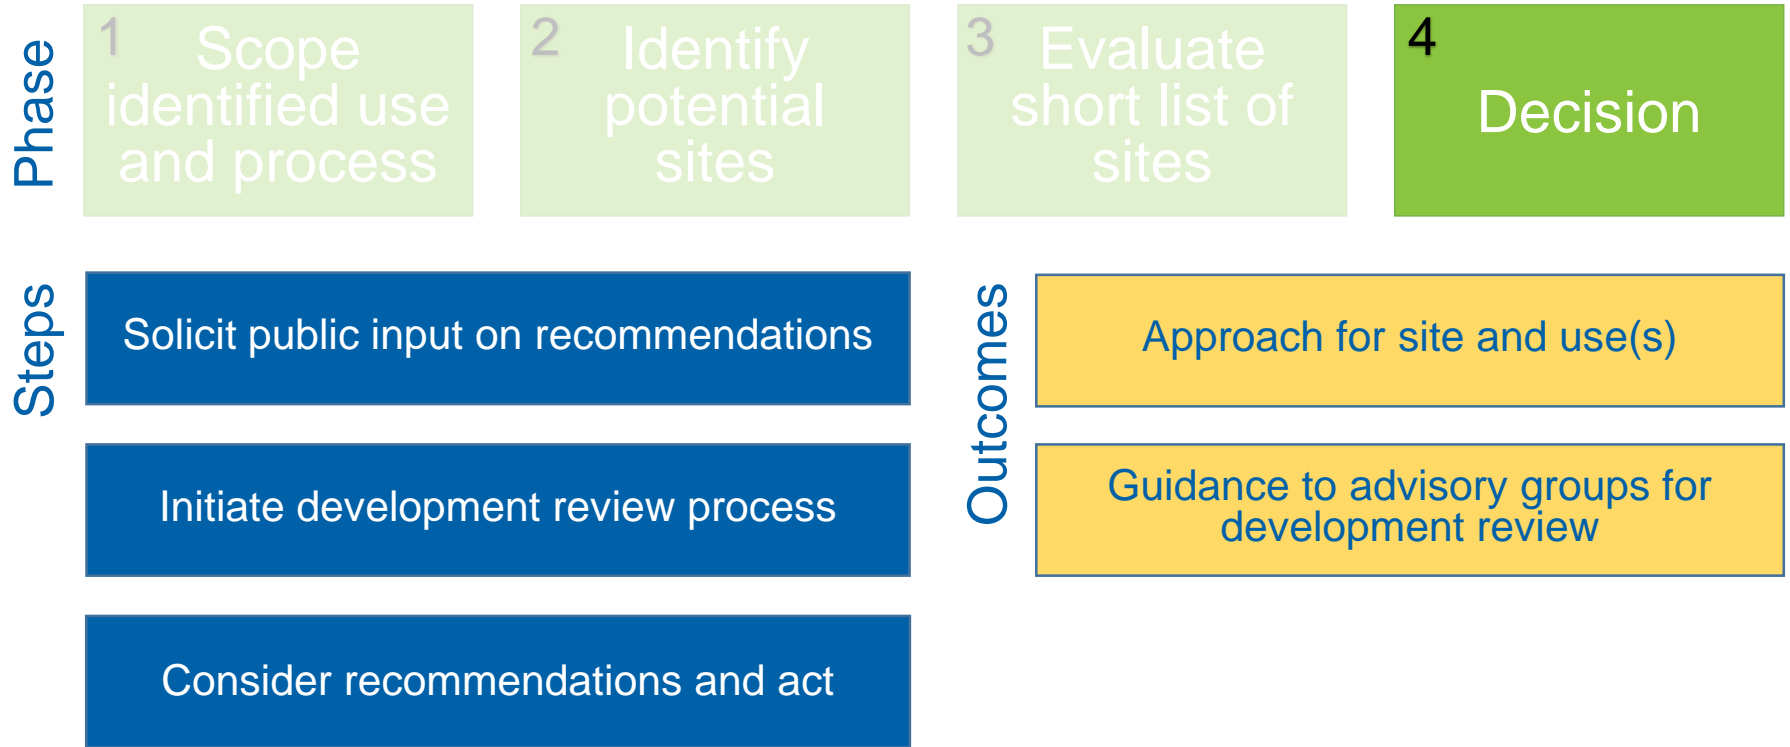 Phase
1
Scope
identified use
and process
2
Identify
potential
sites
3
Evaluate
short list of
sites
4
Decision
Steps
Solicit public input on recommendations
Initiate development review process
Consider recommendations and act
Outcomes
Approach for site and use(s)
Guidance to advisory groups for
development review